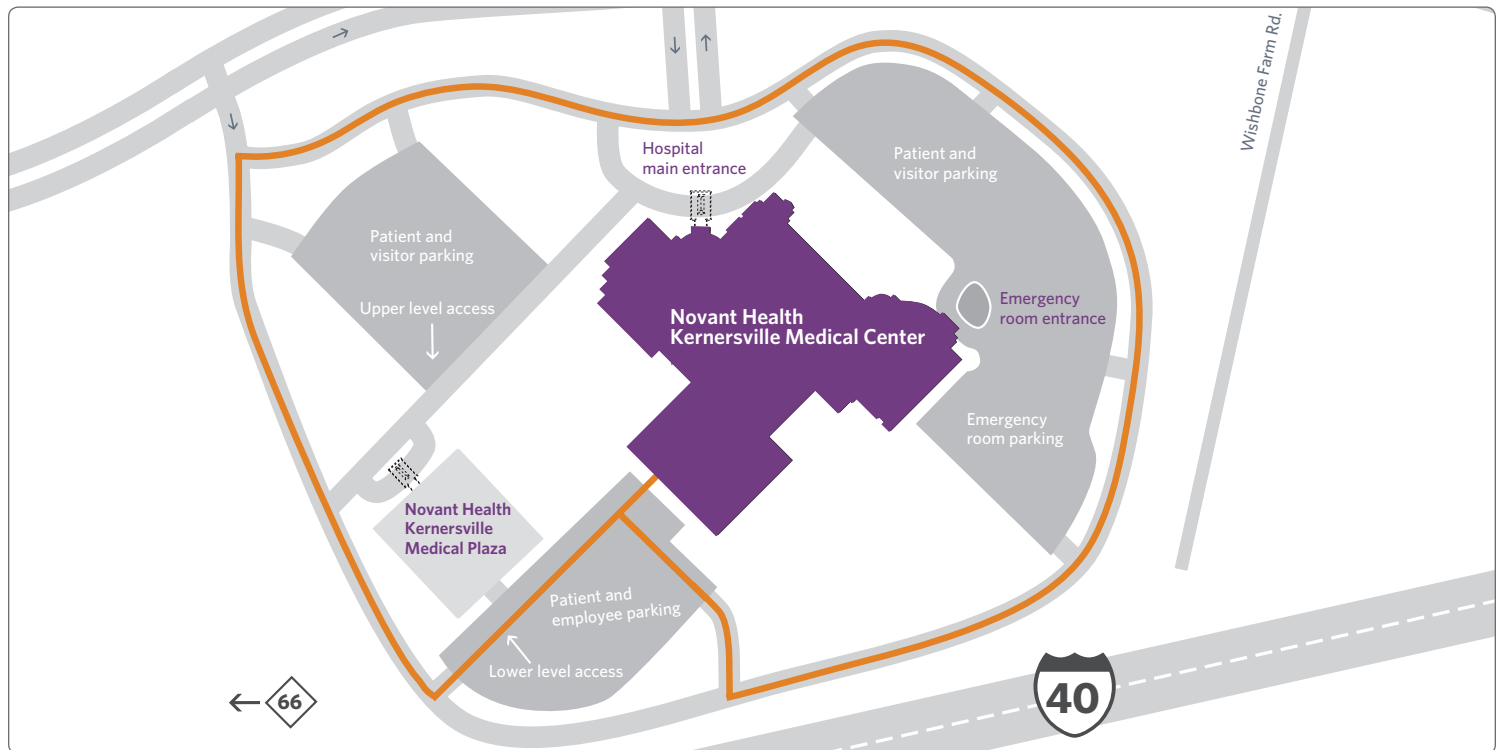 Wishbone Farm Rd.
Hospital
main entrance
Patient and
visitor parking
Patient and
visitor parking
Upper level access
Emergency
room entrance
Novant Health
Kernersville Medical Center
Emergency
room parking
Novant Health
Kernersville
Medical Plaza
Patient and
employee parking
Lower level access
66
40